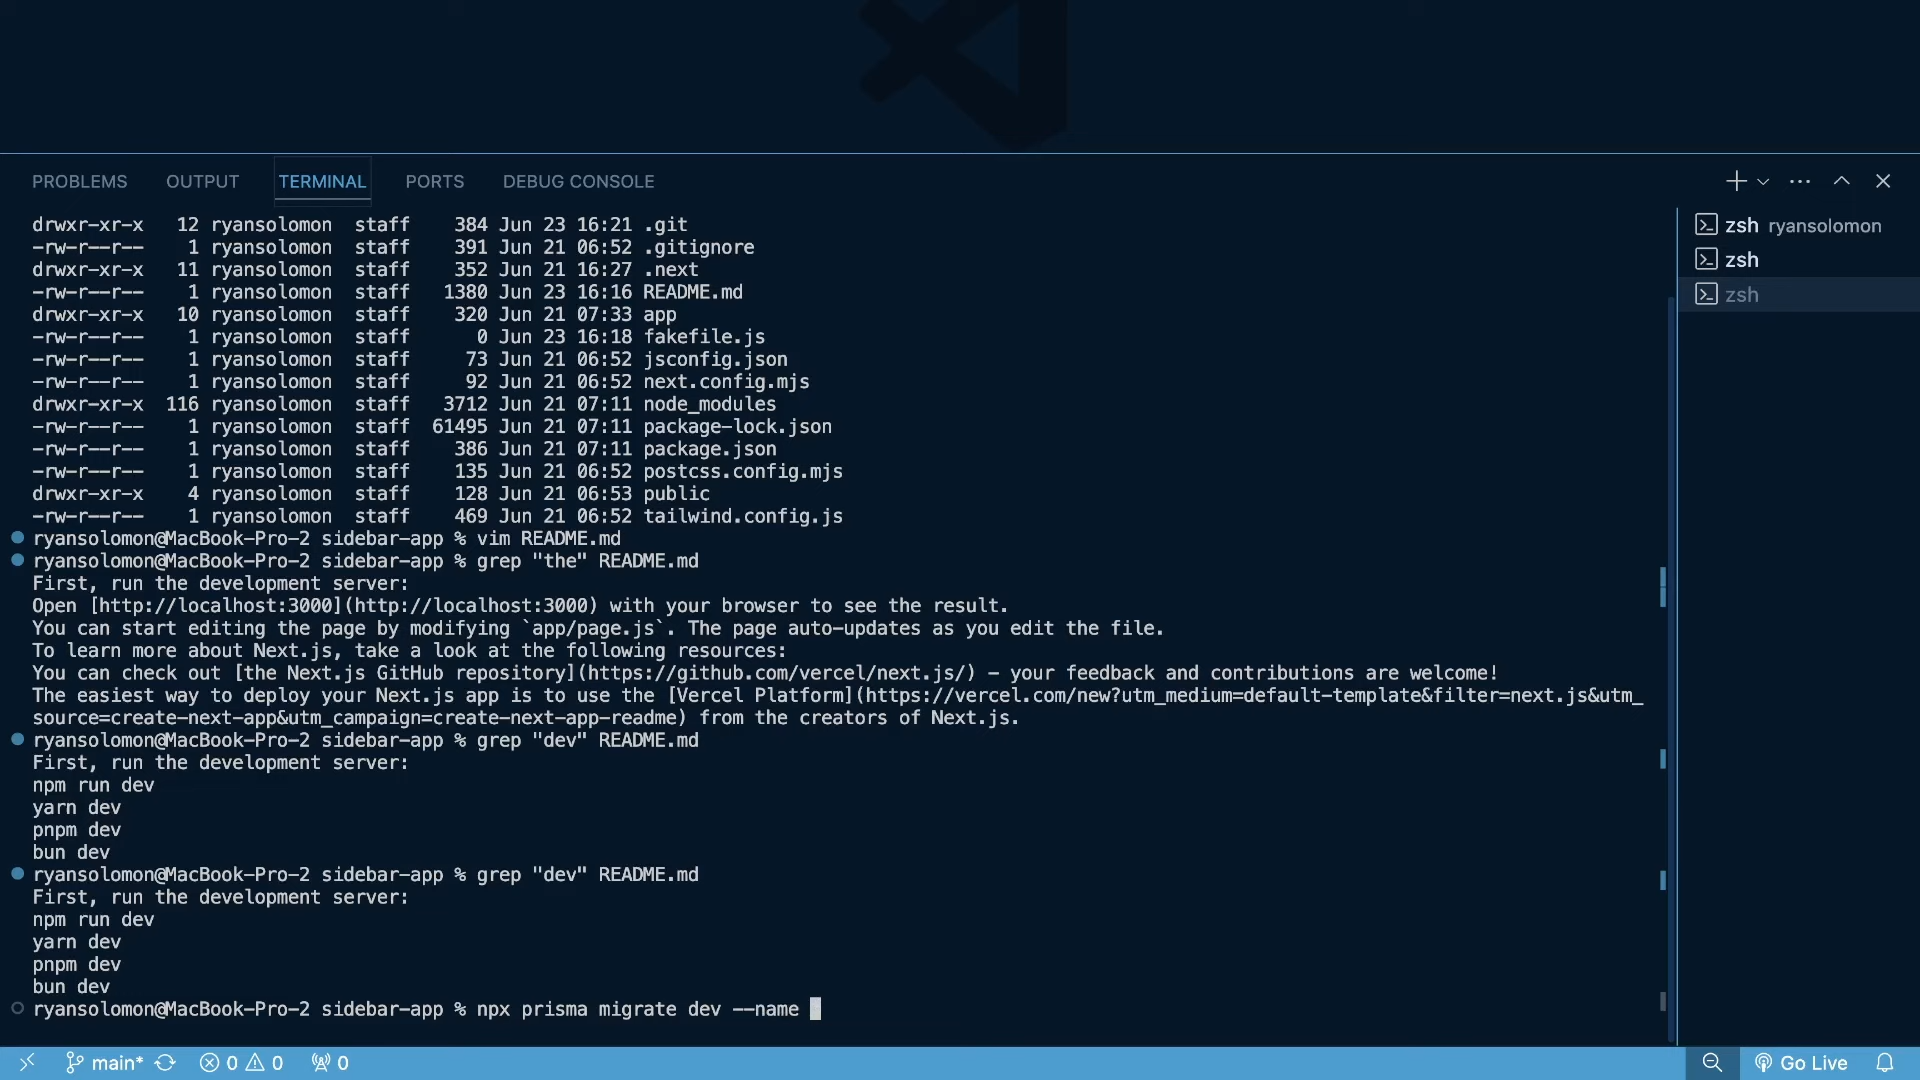 PROBLEMS OUTPUT TERMINAL PORTS DEBUG CONSOLE
drwxr-xr-x 12 ryansolomon staff 384 Jun 23 16:21 .git
-rw-r--r-- 1 ryansolomon staff 391 Jun 21 06:52 .gitignore
drwxr-xr-x 11 ryansolomon staff 352 Jun 21 16:27 .next
-rw-r--r-- 1 ryansolomon staff 1380 Jun 23 16:16 README.md
drwxr-xr-x 10 ryansolomon staff 320 Jun 21 07:33 app
-rw-r--r-- 1 ryansolomon staff 0 Jun 23 16:18 fakefile.js
-rw-r--r-- 1 ryansolomon staff 73 Jun 21 06:52 jsconfig.json
-rw-r--r-- 1 ryansolomon staff 92 Jun 21 06:52 next.config.mjs
drwxr-xr-x 116 ryansolomon staff 3712 Jun 21 07:11 node_modules
-rw-r--r-- 1 ryansolomon staff 61495 Jun 21 07:11 package-lock.json
-rw-r--r-- 1 ryansolomon staff 386 Jun 21 07:11 package.json
-rw-r--r-- 1 ryansolomon staff 135 Jun 21 06:52 postcss.config.mjs
drwxr-xr-x 4 ryansolomon staff 128 Jun 21 06:53 public
-rw-r--r-- 1 ryansolomon staff 469 Jun 21 06:52 tailwind.config.js
ryansolomon@MacBook-Pro-2 sidebar-app % vim README.md
ryansolomon@MacBook-Pro-2 sidebar-app % grep "the" README.md
First, run the development server:
Open [http://localhost:3000](http://localhost:3000) with your browser to see the result.
You can start editing the page by modifying `app/page.js`. The page auto-updates as you edit the file.
To learn more about Next.js, take a look at the following resources:
You can check out [the Next.js GitHub repository](https://github.com/vercel/next.js/) - your feedback and contributions are welcome!
The easiest way to deploy your Next.js app is to use the [Vercel Platform](https://vercel.com/new?utm_medium=default-template&filter=next.js&utm_
source=create-next-app&utm_campaign=create-next-app-readme) from the creators of Next.js.
ryansolomon@MacBook-Pro-2 sidebar-app % grep "dev" README.md
First, run the development server:
npm run dev
yarn dev
pnpm dev
bun dev
ryansolomon@MacBook-Pro-2 sidebar-app % grep "dev" README.md
First, run the development server:
npm run dev
yarn dev
pnpm dev
bun dev
ryansolomon@MacBook-Pro-2 sidebar-app % npx prisma migrate dev --name
zsh ryansolomon
zsh
zsh
main* 0 0 0 Go Live